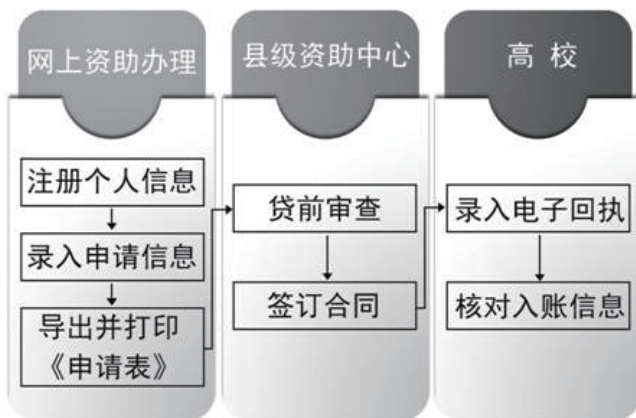 网上资助办理
注册个人信息
录入申请信息
导出并打印
《申请表》
县级资助中心
贷前审查
签订合同
高 校
录入电子回执
核对入账信息